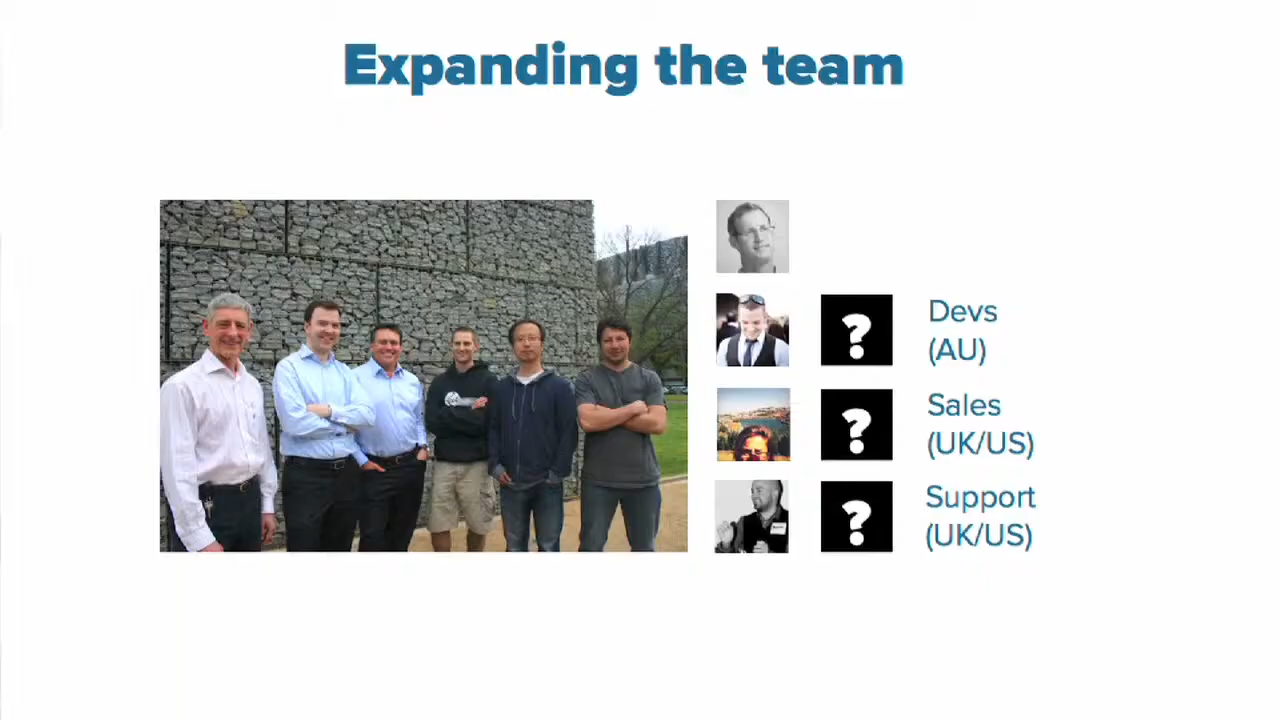 Expanding the team
?
Devs
(AU)
?
Sales
(UK/US)
?
Support
(UK/US)